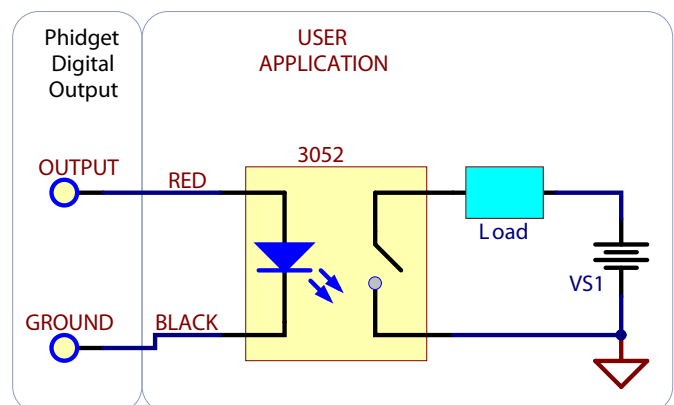 Phidget
Digital
Output
USER
APPLICATION
3052
OUTPUT
RED
Load
VS1
GROUND
BLACK